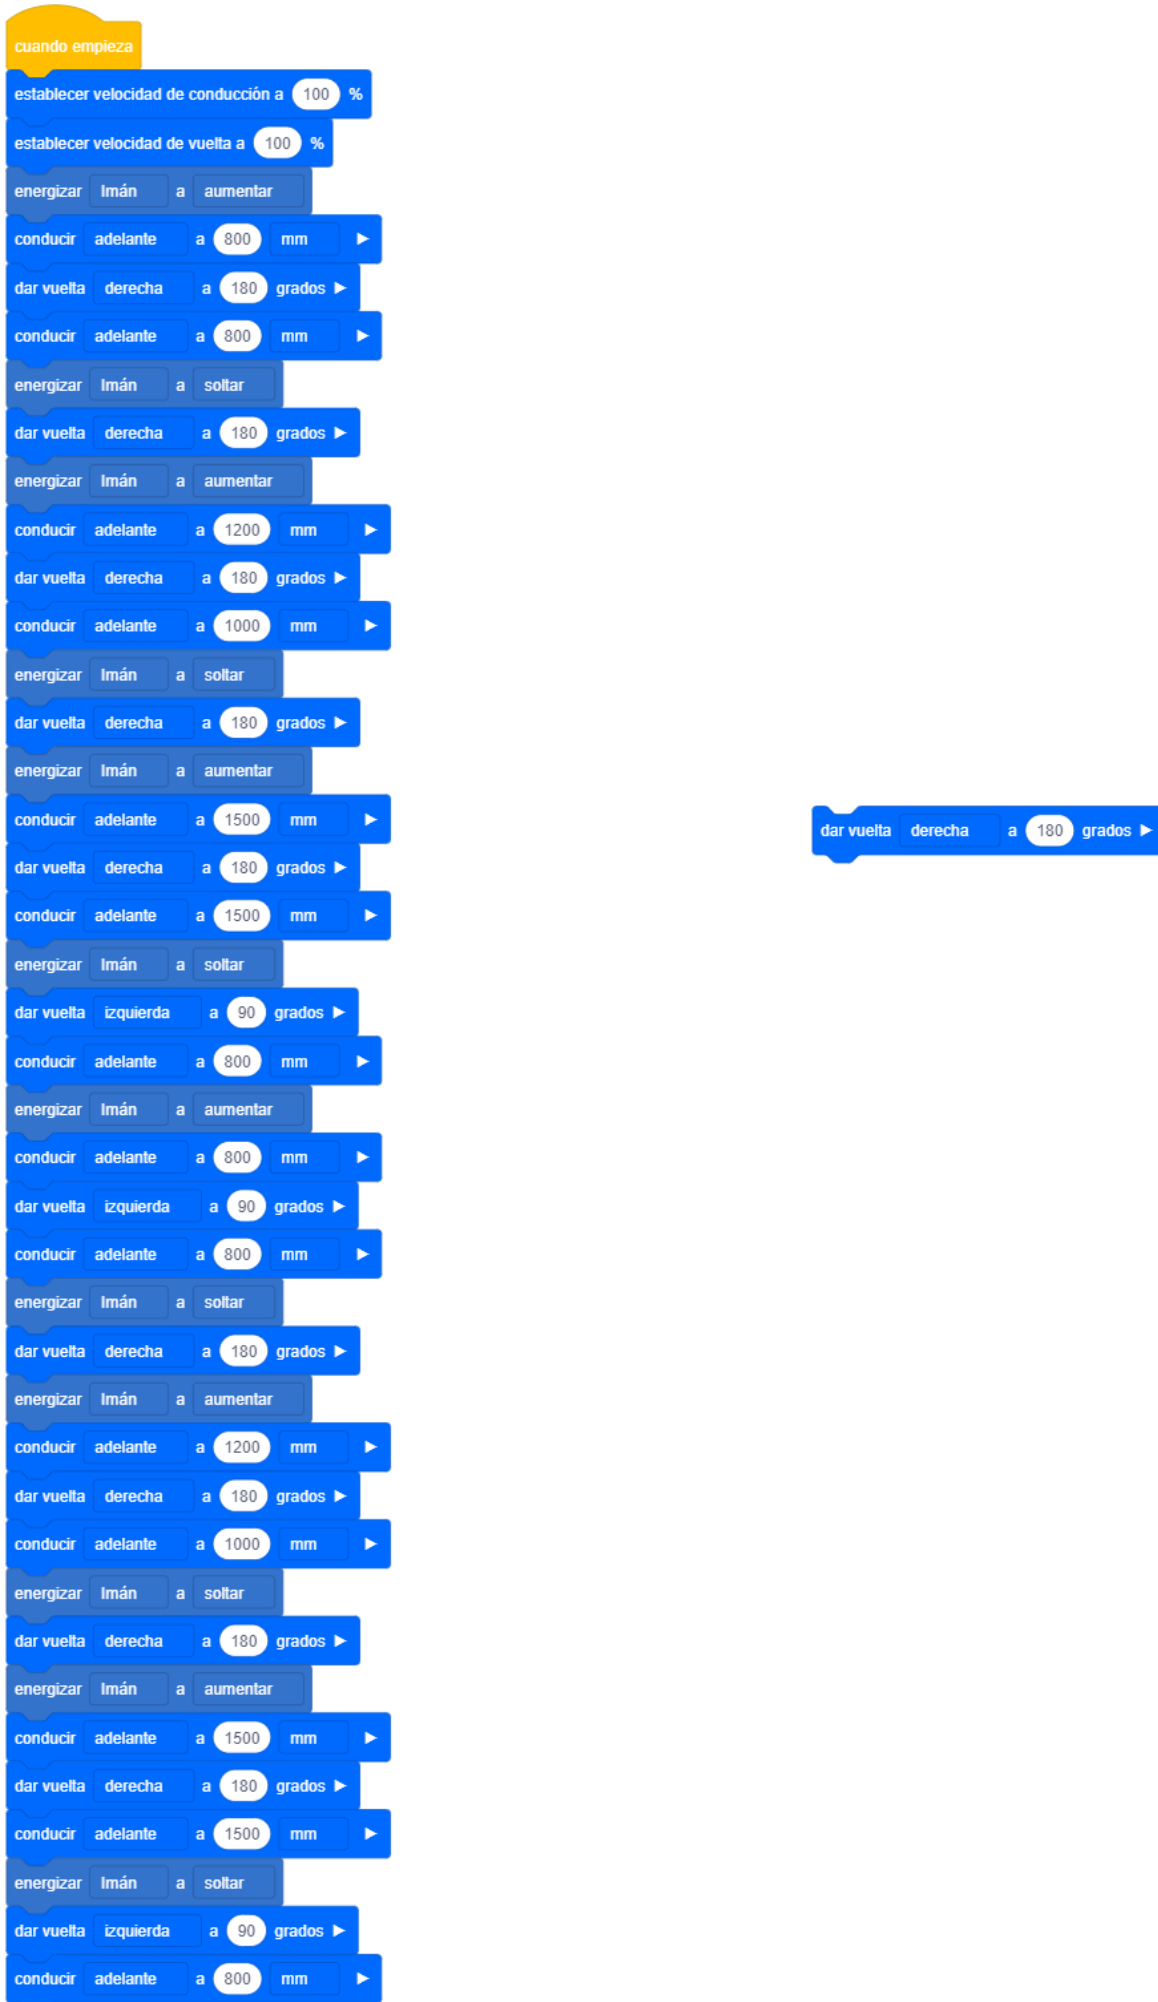 cuando empieza
establecer velocidad de conducción a 100 %
establecer velocidad de vuelta a 100 %
energizar Imán a aumentar
conducir adelante a 800 mm
dar vuelta derecha a 180 grados
conducir adelante a 800 mm
energizar Imán a soltar
dar vuelta derecha a 180 grados
energizar Imán a aumentar
conducir adelante a 1200 mm
dar vuelta derecha a 180 grados
conducir adelante a 1000 mm
energizar Imán a soltar
dar vuelta derecha a 180 grados
energizar Imán a aumentar
conducir adelante a 1500 mm
dar vuelta derecha a 180 grados
conducir adelante a 1500 mm
energizar Imán a soltar
dar vuelta izquierda a 90 grados
conducir adelante a 800 mm
energizar Imán a aumentar
conducir adelante a 800 mm
dar vuelta izquierda a 90 grados
conducir adelante a 800 mm
energizar Imán a soltar
dar vuelta derecha a 180 grados
energizar Imán a aumentar
conducir adelante a 1200 mm
dar vuelta derecha a 180 grados
conducir adelante a 1000 mm
energizar Imán a soltar
dar vuelta derecha a 180 grados
energizar Imán a aumentar
conducir adelante a 1500 mm
dar vuelta derecha a 180 grados
conducir adelante a 1500 mm
energizar Imán a soltar
dar vuelta izquierda a 90 grados
conducir adelante a 800 mm
dar vuelta derecha a 180 grados